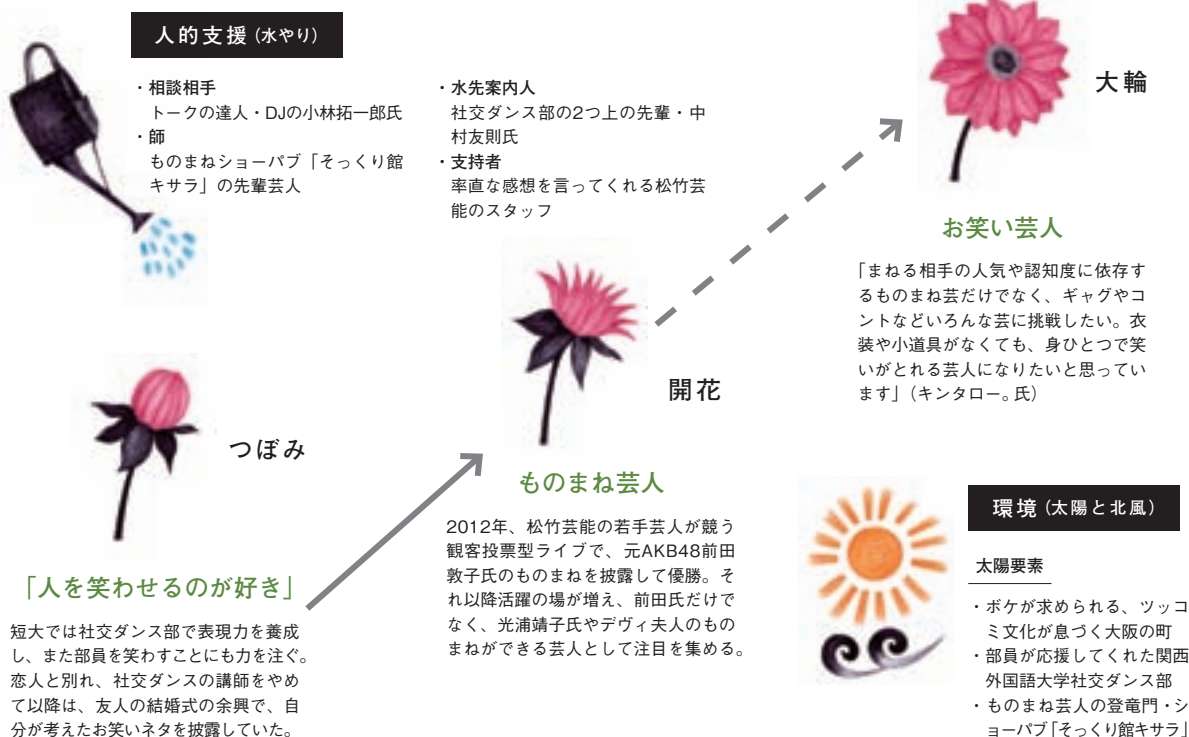 人的支援（水やり）
・相談相手
トークの達人・DJの小林拓一郎氏
・師
ものまねショーパブ「そっくり館
キサラ」の先輩芸人
・水先案内人
社交ダンス部の2つ上の先輩・中
村友則氏
・支持者
率直な感想を言ってくれる松竹芸
能のスタッフ
つぼみ
「人を笑わせるのが好き」
短大では社交ダンス部で表現力を養成
し、また部員を笑わすことにも力を注ぐ。
恋人と別れ、社交ダンスの講師をやめ
て以降は、友人の結婚式の余興で、自
分が考えたお笑いネタを披露していた。
開花
ものまね芸人
2012年、松竹芸能の若手芸人が競う
観客投票型ライブで、元AKB48前田
敦子氏のものまねを披露して優勝。そ
れ以降活躍の場が増え、前田氏だけで
なく、光浦靖子氏やデヴィ夫人のもの
まねができる芸人として注目を集める。
大輪
お笑い芸人
「まねる相手の人気や認知度に依存す
るものまね芸だけでなく、ギャグやコ
ントなどいろんな芸に挑戦したい。衣
装や小道具がなくても、身ひとつで笑
いがとれる芸人になりたいと思ってい
ます」（キンタロー。氏）
環境（太陽と北風）
太陽要素
・ボケが求められる、ツッコ
ミ文化が息づく大阪の町
・部員が応援してくれた関西
外国語大学社交ダンス部
・ものまね芸人の登竜門・シ
ョーパブ「そっくり館キサラ」